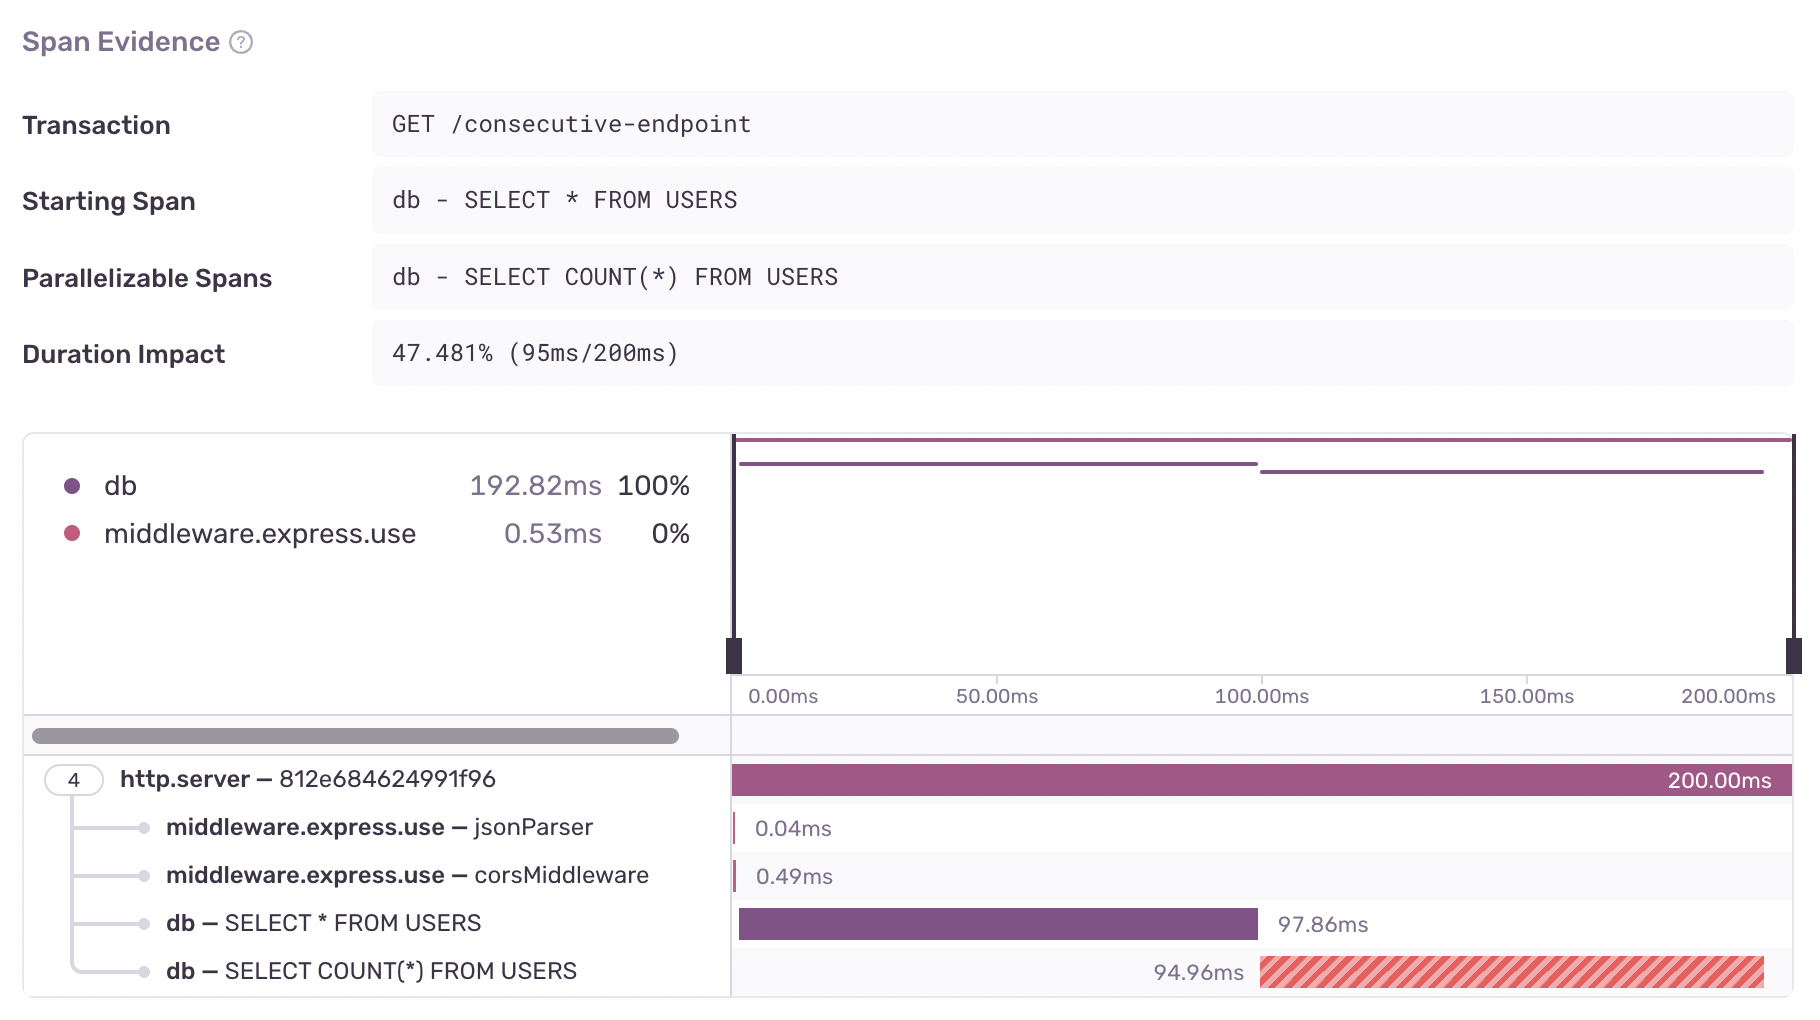 Span Evidence ?
Transaction GET /consecutive-endpoint
Starting Span db - SELECT * FROM USERS
Parallelizable Spans db - SELECT COUNT(*) FROM USERS
Duration Impact 47.481% (95ms/200ms)
db 192.82ms 100%
middleware.express.use 0.53ms 0%
0.00ms 50.00ms 100.00ms 150.00ms 200.00ms
4 http.server — 812e684624991f96 200.00ms
middleware.express.use — jsonParser 0.04ms
middleware.express.use — corsMiddleware 0.49ms
db — SELECT * FROM USERS 97.86ms
db — SELECT COUNT(*) FROM USERS 94.96ms